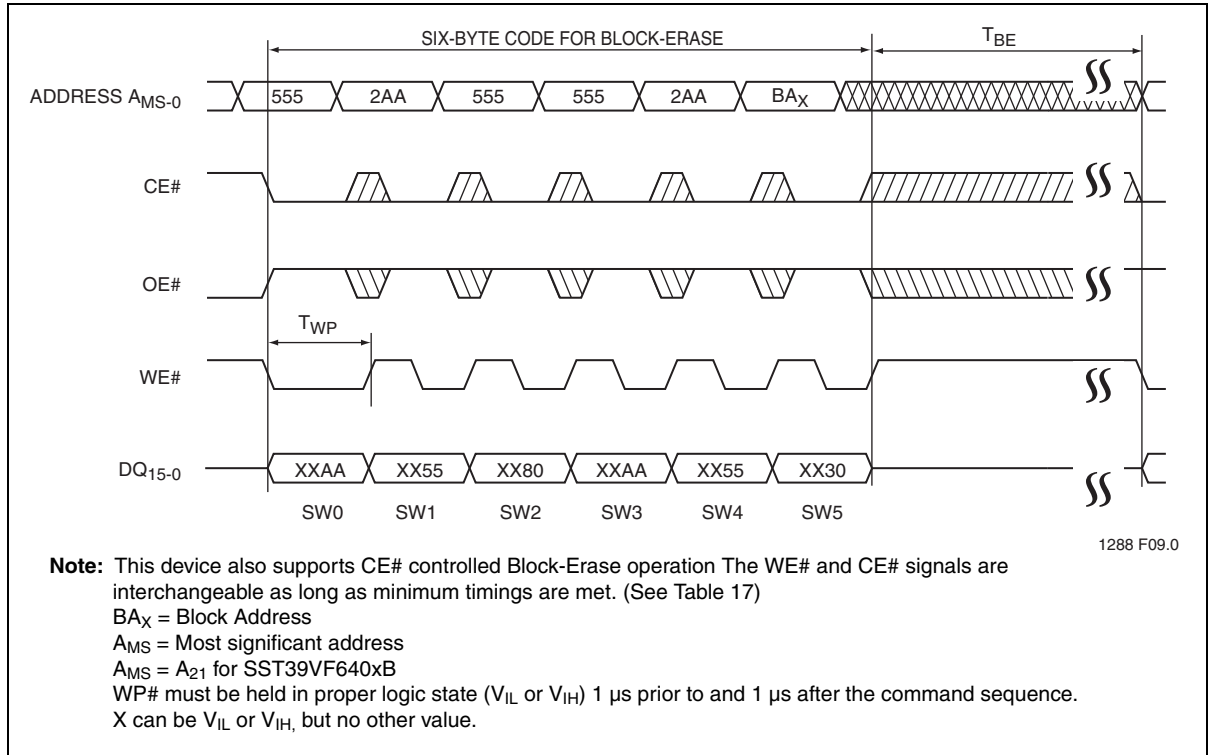 SIX-BYTE CODE FOR BLOCK-ERASE
TBE
ADDRESS AMS-0
555 2AA 555 555 2AA BAX
CE#
OE#
TWP
WE#
DQ15-0
XXAA XX55 XX80 XXAA XX55 XX30
SW0 SW1 SW2 SW3 SW4 SW5
1288 F09.0
Note: This device also supports CE# controlled Block-Erase operation The WE# and CE# signals are
interchangeable as long as minimum timings are met. (See Table 17)
BAX = Block Address
AMS = Most significant address
AMS = A21 for SST39VF640xB
WP# must be held in proper logic state (VIL or VIH) 1 µs prior to and 1 µs after the command sequence.
X can be VIL or VIH, but no other value.